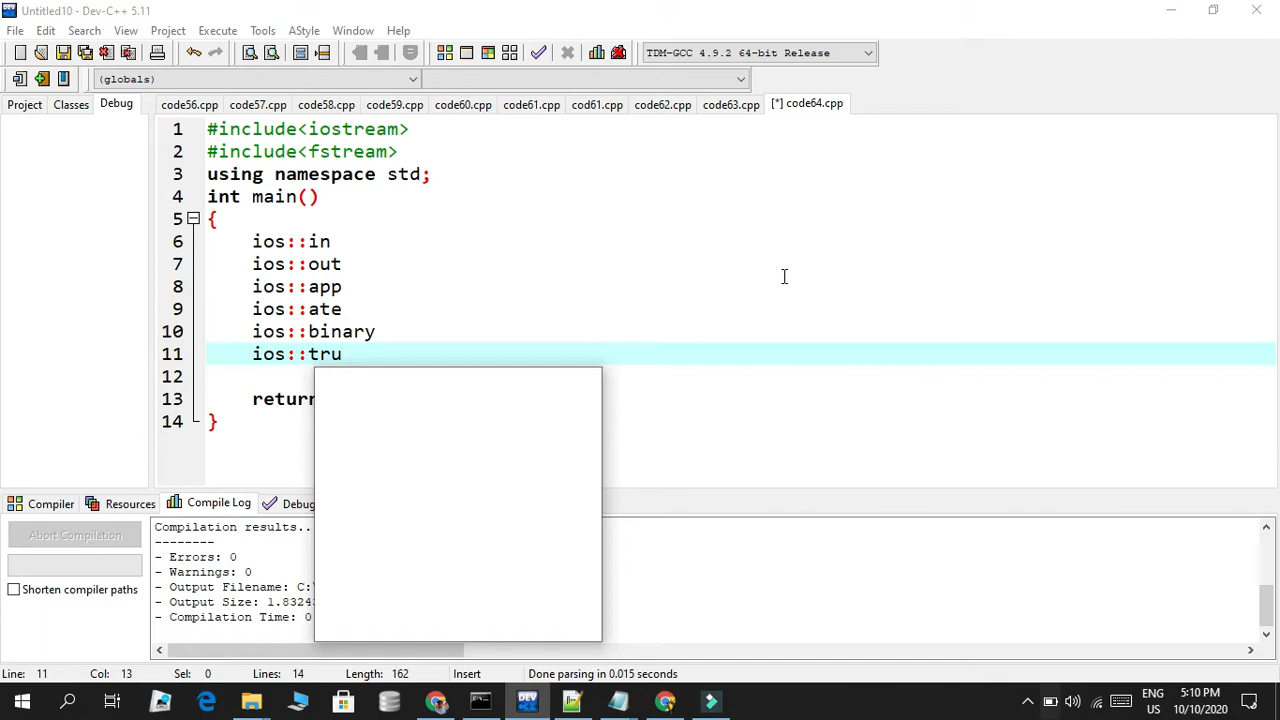 Untitled10 - Dev-C++ 5.11
File Edit Search View Project Execute Tools AStyle Window Help
TDM-GCC 4.9.2 64-bit Release
(globals)
Project Classes Debug
code56.cpp code57.cpp code58.cpp code59.cpp code60.cpp code61.cpp cod61.cpp code62.cpp code63.cpp [*] code64.cpp
1 #include<iostream>
2 #include<fstream>
3 using namespace std;
4 int main()
5 {
6 ios::in
7 ios::out
8 ios::app
9 ios::ate
10 ios::binary
11 ios::tru
12
13 return
14 }
Compiler Resources Compile Log Debug
Abort Compilation
Shorten compiler paths
Compilation results..
--------
- Errors: 0
- Warnings: 0
- Output Filename: C:\
- Output Size: 1.8324
- Compilation Time: 0
Line: 11 Col: 13 Sel: 0 Lines: 14 Length: 162 Insert Done parsing in 0.015 seconds
DEV
ENG
US
5:10 PM
10/10/2020